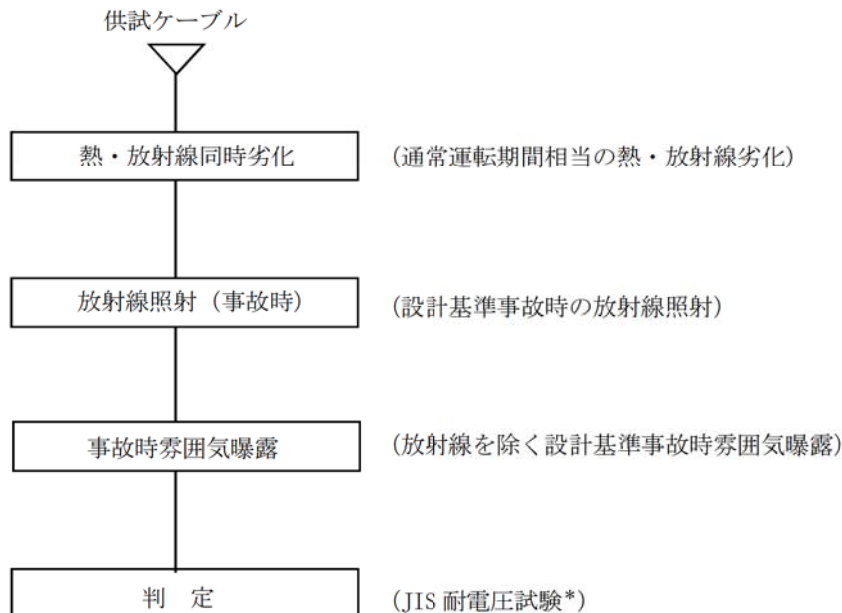 供試ケーブル
熱・放射線同時劣化 (通常運転期間相当の熱・放射線劣化)
放射線照射(事故時) (設計基準事故時の放射線照射)
事故時雰囲気曝露 (放射線を除く設計基準事故時雰囲気曝露)
判 定 (JIS 耐電圧試験*)